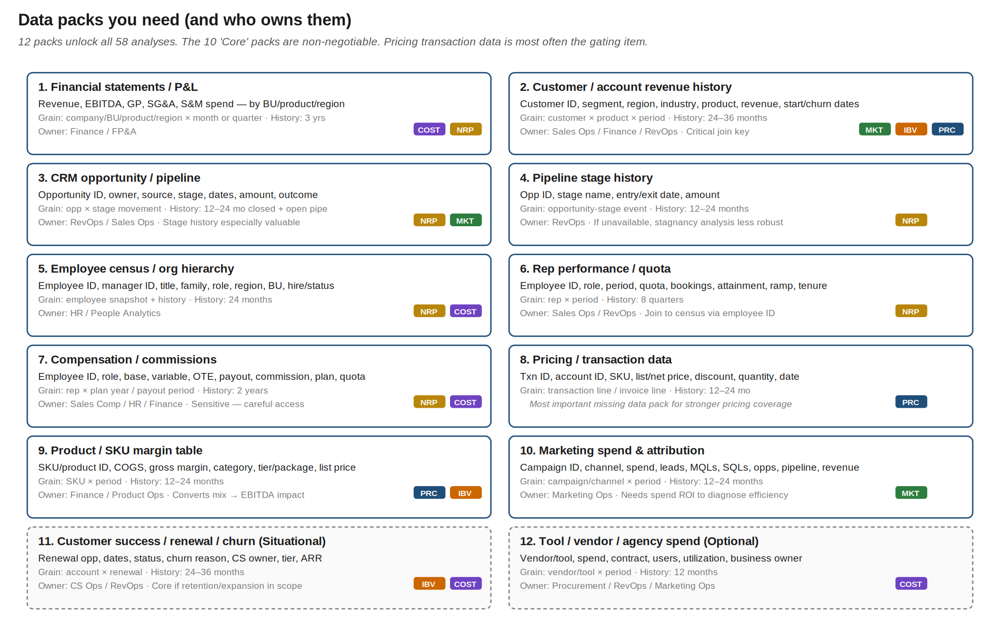 Data packs you need (and who owns them)
12 packs unlock all 58 analyses. The 10 'Core' packs are non-negotiable. Pricing transaction data is most often the gating item.
1. Financial statements / P&L
Revenue, EBITDA, GP, SG&A, S&M spend — by BU/product/region
Grain: company/BU/product/region × month or quarter · History: 3 yrs
Owner: Finance / FP&A
COST NRP
2. Customer / account revenue history
Customer ID, segment, region, industry, product, revenue, start/churn dates
Grain: customer × product × period · History: 24–36 months
Owner: Sales Ops / Finance / RevOps · Critical join key
MKT IBV PRC
3. CRM opportunity / pipeline
Opportunity ID, owner, source, stage, dates, amount, outcome
Grain: opp × stage movement · History: 12–24 mo closed + open pipe
Owner: RevOps / Sales Ops · Stage history especially valuable
NRP MKT
4. Pipeline stage history
Opp ID, stage name, entry/exit date, amount
Grain: opportunity-stage event · History: 12–24 months
Owner: RevOps · If unavailable, stagnancy analysis less robust
NRP
5. Employee census / org hierarchy
Employee ID, manager ID, title, family, role, region, BU, hire/status
Grain: employee snapshot + history · History: 24 months
Owner: HR / People Analytics
NRP COST
6. Rep performance / quota
Employee ID, role, period, quota, bookings, attainment, ramp, tenure
Grain: rep × period · History: 8 quarters
Owner: Sales Ops / RevOps · Join to census via employee ID
NRP
7. Compensation / commissions
Employee ID, role, base, variable, OTE, payout, commission, plan, quota
Grain: rep × plan year / payout period · History: 2 years
Owner: Sales Comp / HR / Finance · Sensitive — careful access
NRP COST
8. Pricing / transaction data
Txn ID, account ID, SKU, list/net price, discount, quantity, date
Grain: transaction line / invoice line · History: 12–24 mo
Most important missing data pack for stronger pricing coverage
PRC
9. Product / SKU margin table
SKU/product ID, COGS, gross margin, category, tier/package, list price
Grain: SKU × period · History: 12–24 months
Owner: Finance / Product Ops · Converts mix → EBITDA impact
PRC IBV
10. Marketing spend & attribution
Campaign ID, channel, spend, leads, MQLs, SQLs, opps, pipeline, revenue
Grain: campaign/channel × period · History: 12–24 months
Owner: Marketing Ops · Needs spend ROI to diagnose efficiency
MKT
11. Customer success / renewal / churn (Situational)
Renewal opp, dates, status, churn reason, CS owner, tier, ARR
Grain: account × renewal · History: 24–36 months
Owner: CS Ops / RevOps · Core if retention/expansion in scope
IBV COST
12. Tool / vendor / agency spend (Optional)
Vendor/tool, spend, contract, users, utilization, business owner
Grain: vendor/tool × period · History: 12 months
Owner: Procurement / RevOps / Marketing Ops
COST